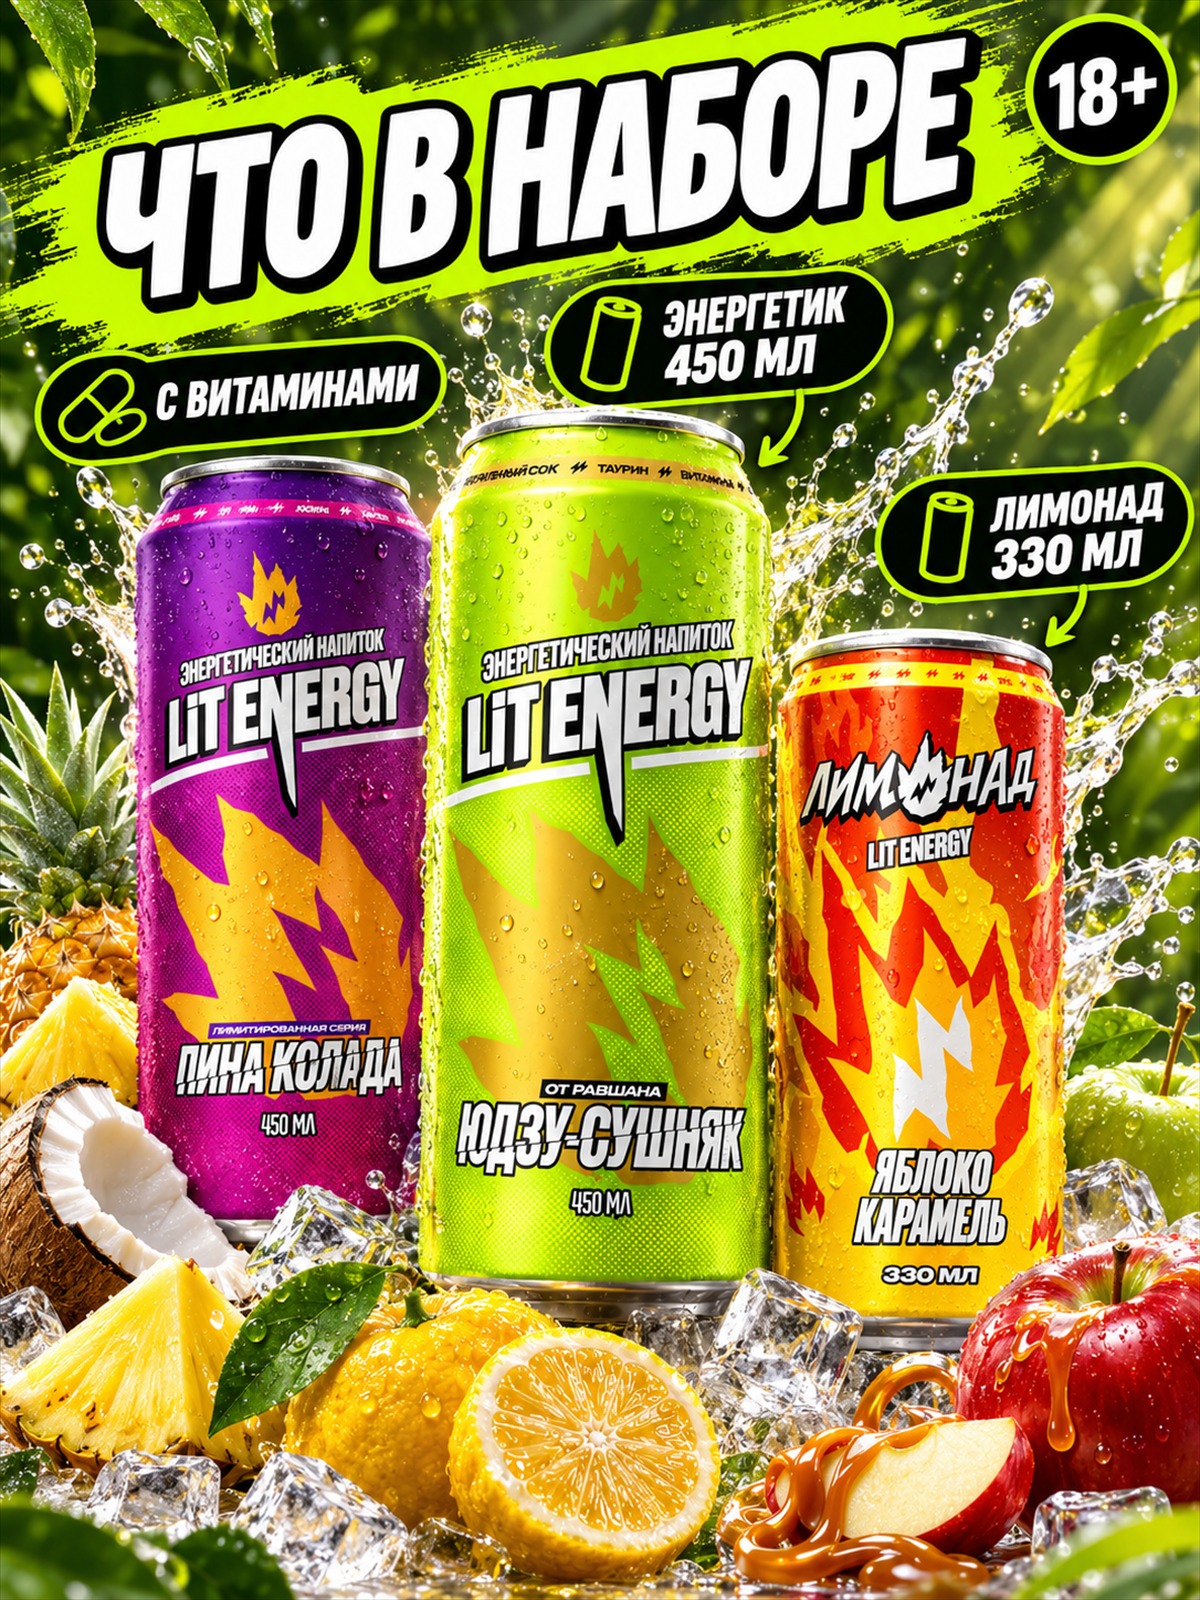 ЧТО В НАБОРЕ
18+
С ВИТАМИНАМИ
ЭНЕРГЕТИК
450 МЛ
ЛИМОНАД
330 МЛ
ЭНЕРГЕТИЧЕСКИЙ НАПИТОК
LiT ENERGY
ЛИМИТИРОВАННАЯ СЕРИЯ
ПИНА КОЛАДА
450 МЛ
СОК ТАУРИН
ЭНЕРГЕТИЧЕСКИЙ НАПИТОК
LiT ENERGY
ОТ РАВШАНА
ЮДЗУ-СУШНЯК
450 МЛ
ЛИМОНАД
LIT ENERGY
ЯБЛОКО
КАРАМЕЛЬ
330 МЛ